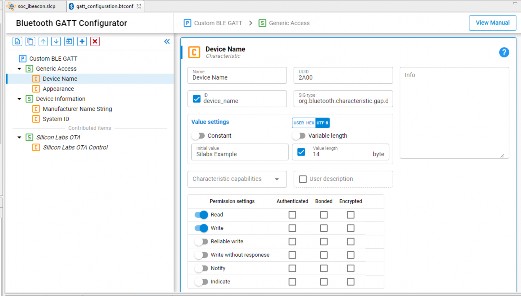 soc_ibeacon.slcp
gatt_configuration.btconf
Bluetooth GATT Configurator
Custom BLE GATT
Generic Access
View Manual
Custom BLE GATT
Generic Access
Device Name
Appearance
Device Information
Manufacturer Name String
System ID
Contributed Items
Silicon Labs OTA
Silicon Labs OTA Control
Device Name
Characteristic
Name
Device Name
UUID
2A00
Info
ID
device_name
SIG type
org.bluetooth.characteristic.gap.d
Value settings
USER HEX UTF-8
Constant
Variable length
Initial value
Silabs Example
Value length
14
byte
Characteristic capabilities
User description
Permission settings Authenticated Bonded Encrypted
Read
Write
Reliable write
Write without response
Notify
Indicate